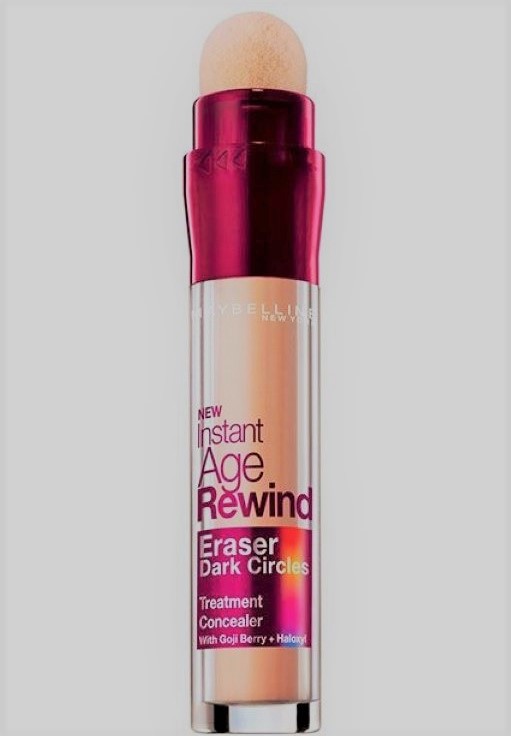 MAYBELLINE
NEW YORK
NEW
Instant
Age
Rewind
Eraser
Dark Circles
Treatment
Concealer
With Goji Berry + Haloxyl